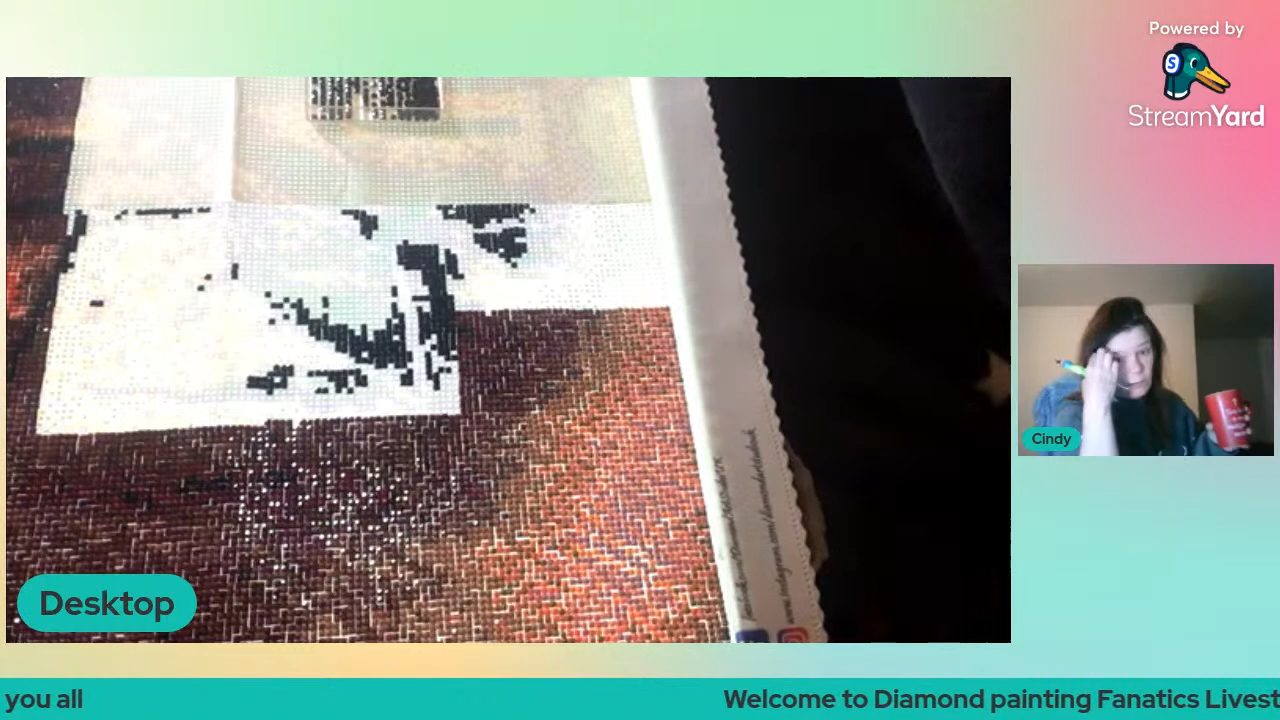 Powered by
StreamYard
Cindy
Desktop
you all
Welcome to Diamond painting Fanatics Livest